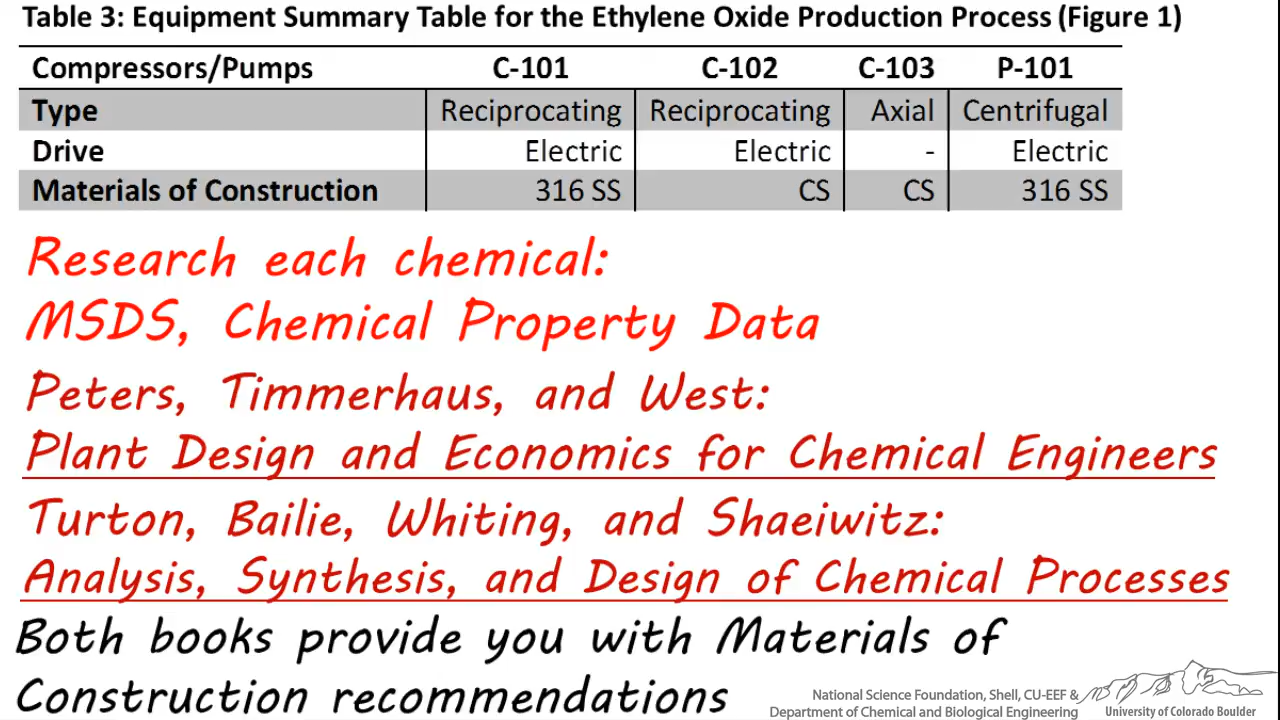 Table 3: Equipment Summary Table for the Ethylene Oxide Production Process (Figure 1)
Compressors/Pumps C-101 C-102 C-103 P-101
Type Reciprocating Reciprocating Axial Centrifugal
Drive Electric Electric - Electric
Materials of Construction 316 SS CS CS 316 SS
Research each chemical:
MSDS, Chemical Property Data
Peters, Timmerhaus, and West:
Plant Design and Economics for Chemical Engineers
Turton, Bailie, Whiting, and Shaeiwitz:
Analysis, Synthesis, and Design of Chemical Processes
Both books provide you with Materials of
Construction recommendations
National Science Foundation, Shell, CU-EEF &
Department of Chemical and Biological Engineering
University of Colorado Boulder